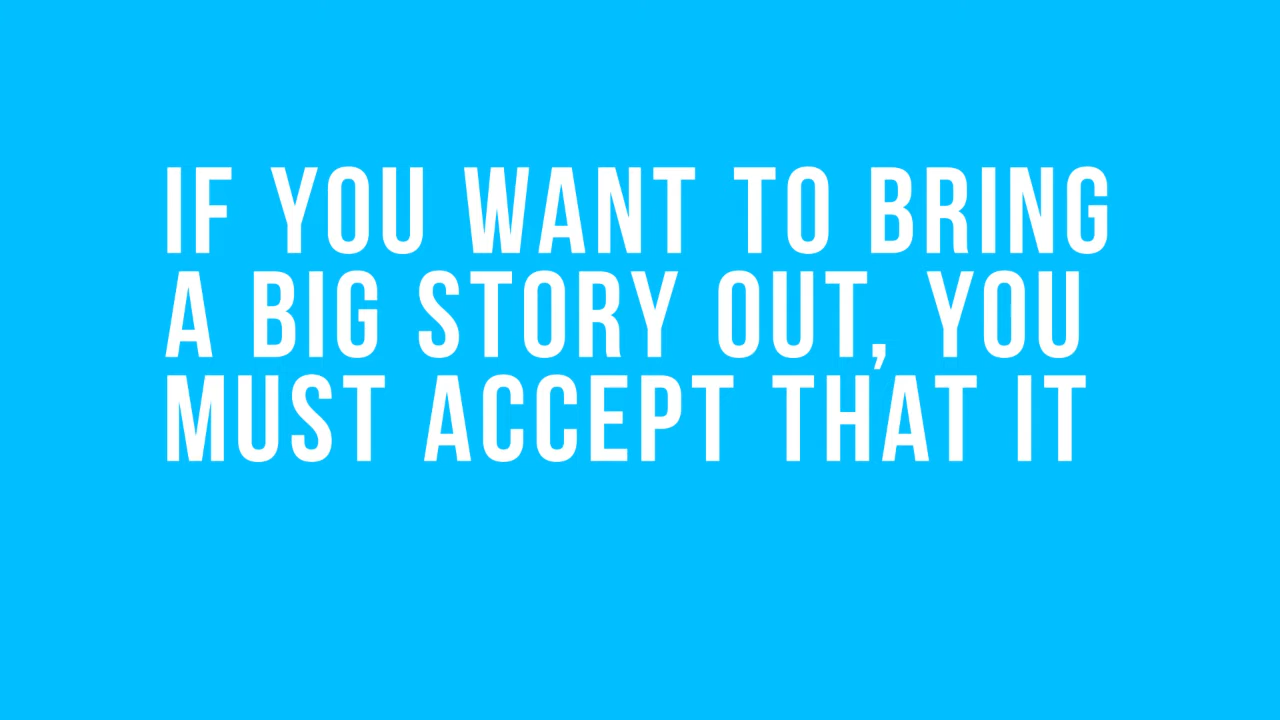 IF YOU WANT TO BRING
A BIG STORY OUT, YOU
MUST ACCEPT THAT IT